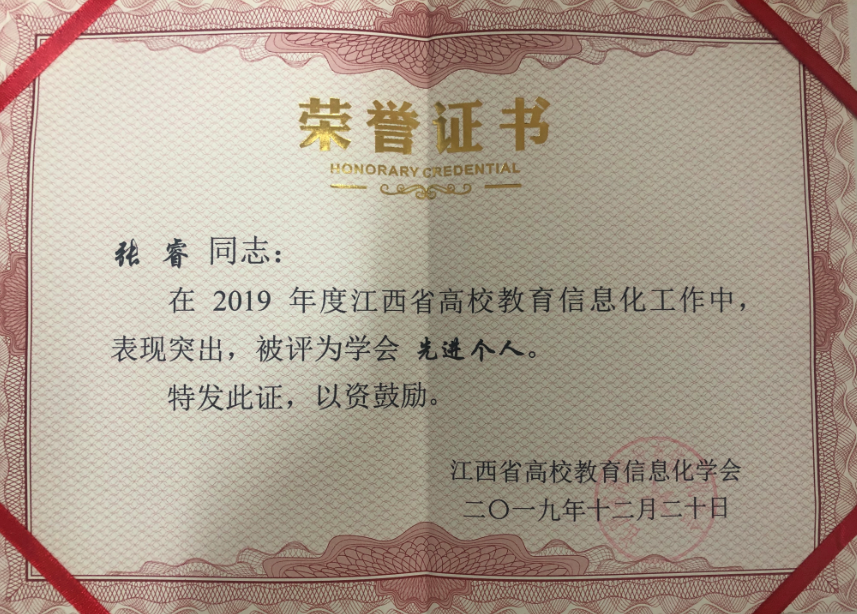 荣誉证书
HONORARY CREDENTIAL
张 睿 同志：
在 2019 年度江西省高校教育信息化工作中，
表现突出，被评为学会 先进个人。
特发此证，以资鼓励。
江西省高校教育信息化学会
二〇一九年十二月二十日